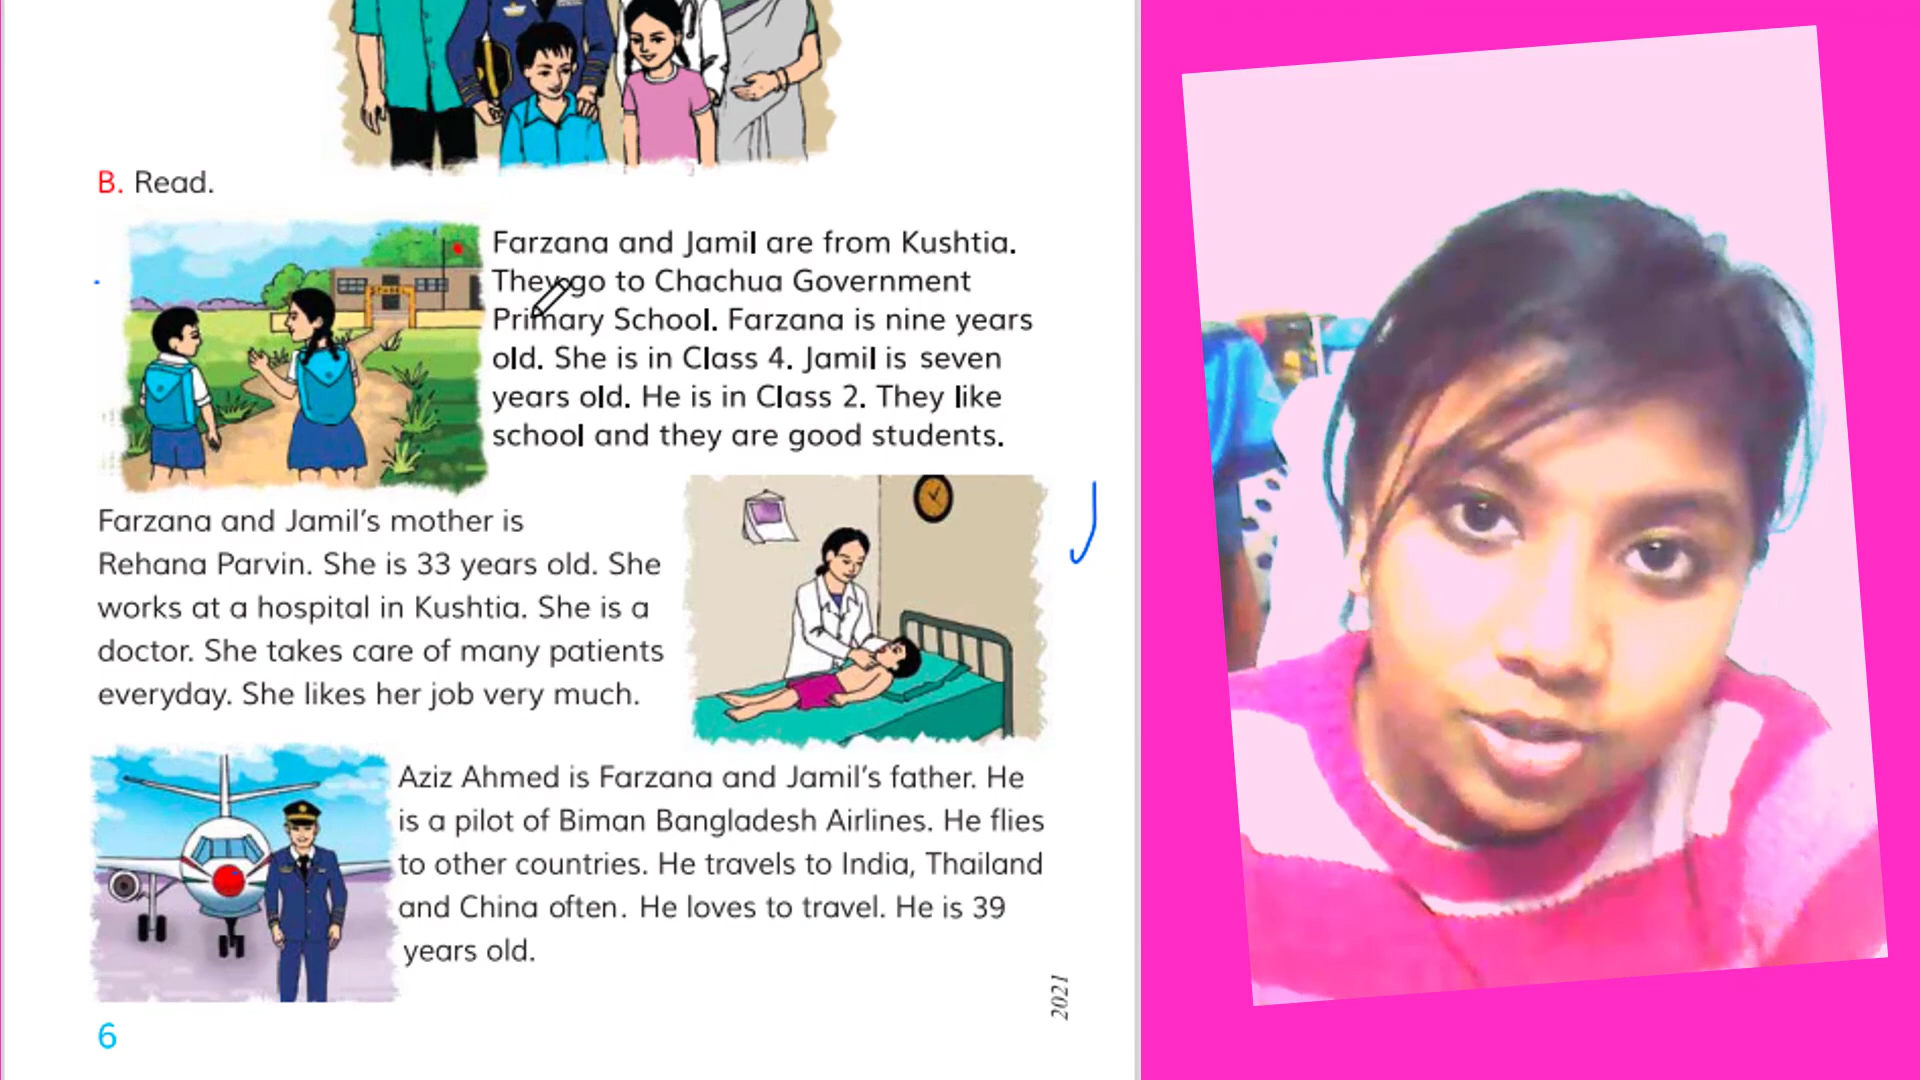 B. Read.
Farzana and Jamil are from Kushtia.
They go to Chachua Government
Primary School. Farzana is nine years
old. She is in Class 4. Jamil is seven
years old. He is in Class 2. They like
school and they are good students.
Farzana and Jamil's mother is
Rehana Parvin. She is 33 years old. She
works at a hospital in Kushtia. She is a
doctor. She takes care of many patients
everyday. She likes her job very much.
Aziz Ahmed is Farzana and Jamil's father. He
is a pilot of Biman Bangladesh Airlines. He flies
to other countries. He travels to India, Thailand
and China often. He loves to travel. He is 39
years old.
2021
6